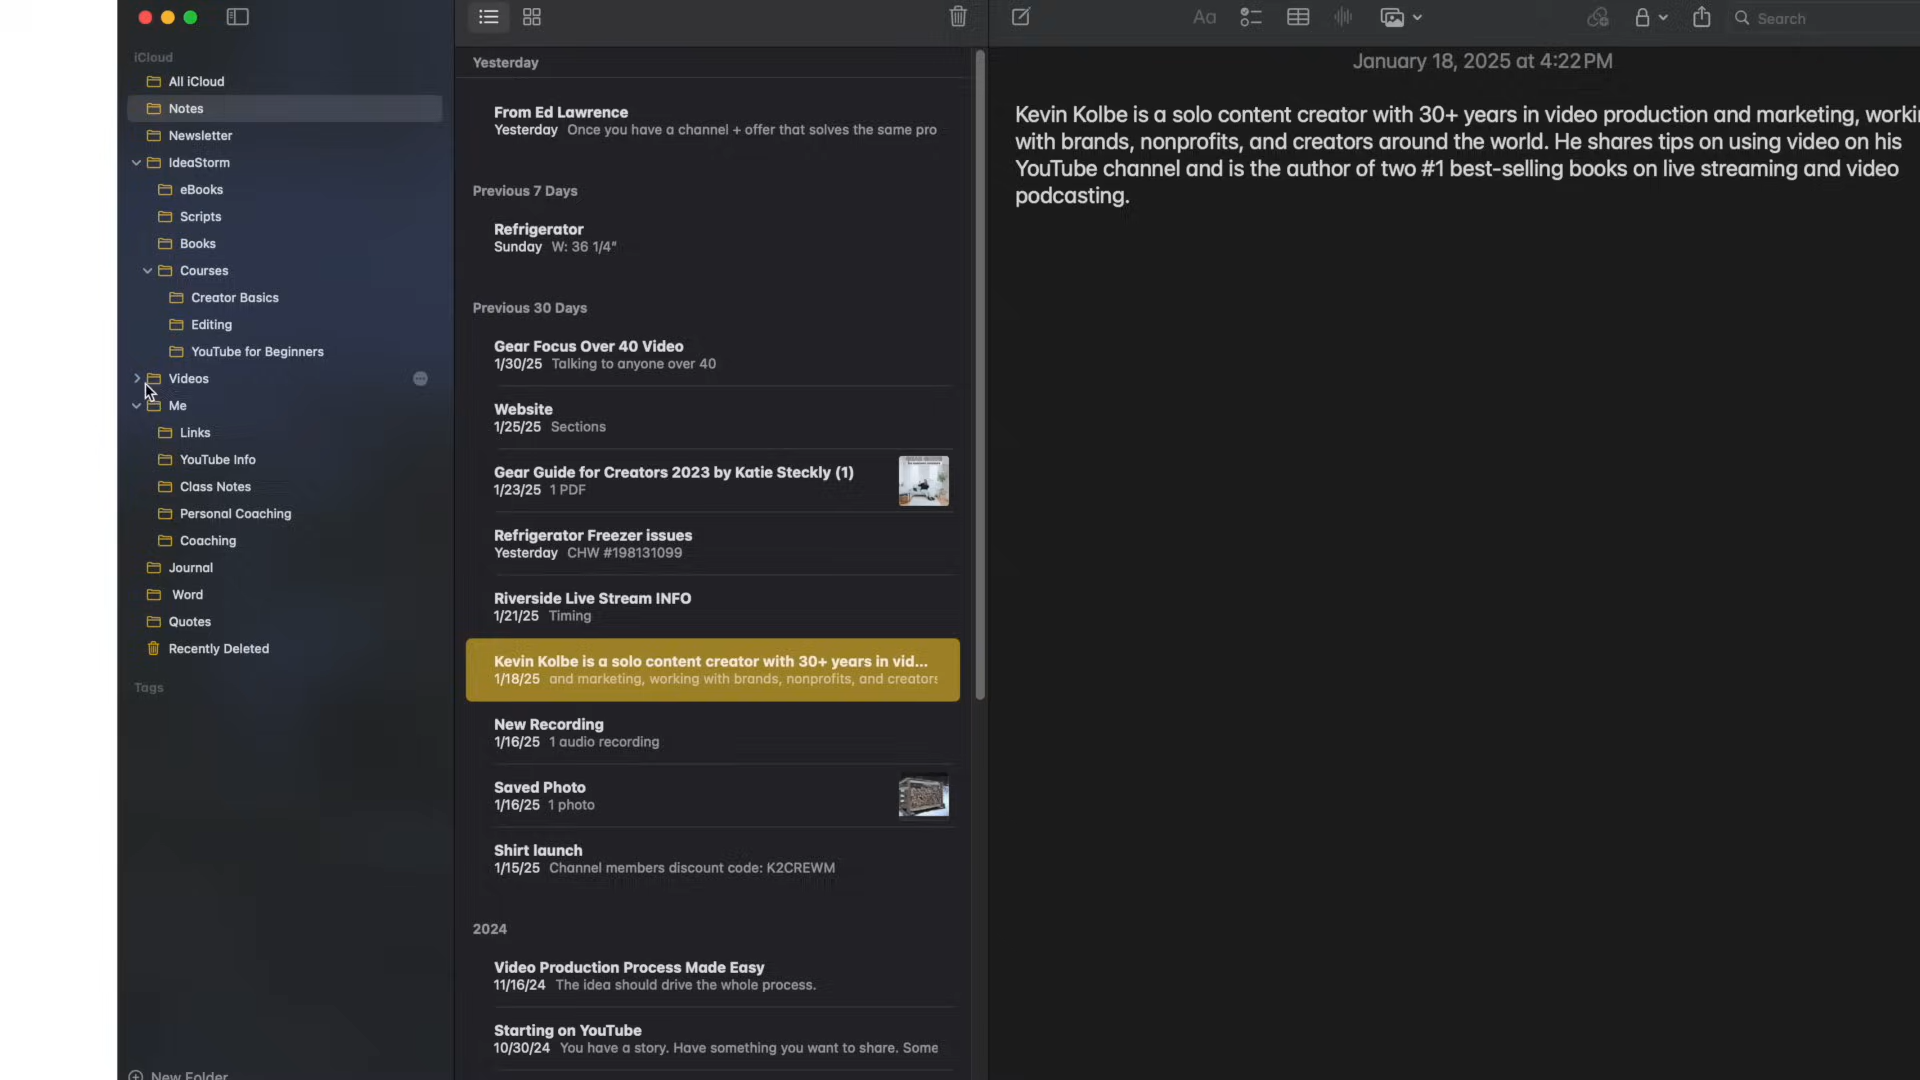 iCloud
All iCloud
Notes
Newsletter
IdeaStorm
eBooks
Scripts
Books
Courses
Creator Basics
Editing
YouTube for Beginners
Videos
Me
Links
YouTube Info
Class Notes
Personal Coaching
Coaching
Journal
Word
Quotes
Recently Deleted
Tags
New Folder
Yesterday
From Ed Lawrence
Yesterday Once you have a channel + offer that solves the same pro
Previous 7 Days
Refrigerator
Sunday W: 36 1/4"
Previous 30 Days
Gear Focus Over 40 Video
1/30/25 Talking to anyone over 40
Website
1/25/25 Sections
Gear Guide for Creators 2023 by Katie Steckly (1)
1/23/25 1 PDF
Refrigerator Freezer issues
Yesterday CHW #198131099
Riverside Live Stream INFO
1/21/25 Timing
Kevin Kolbe is a solo content creator with 30+ years in vid...
1/18/25 and marketing, working with brands, nonprofits, and creators
New Recording
1/16/25 1 audio recording
Saved Photo
1/16/25 1 photo
Shirt launch
1/15/25 Channel members discount code: K2CREWM
2024
Video Production Process Made Easy
11/16/24 The idea should drive the whole process.
Starting on YouTube
10/30/24 You have a story. Have something you want to share. Some
Aa
Search
January 18, 2025 at 4:22 PM
Kevin Kolbe is a solo content creator with 30+ years in video production and marketing, worki
with brands, nonprofits, and creators around the world. He shares tips on using video on his
YouTube channel and is the author of two #1 best-selling books on live streaming and video
podcasting.